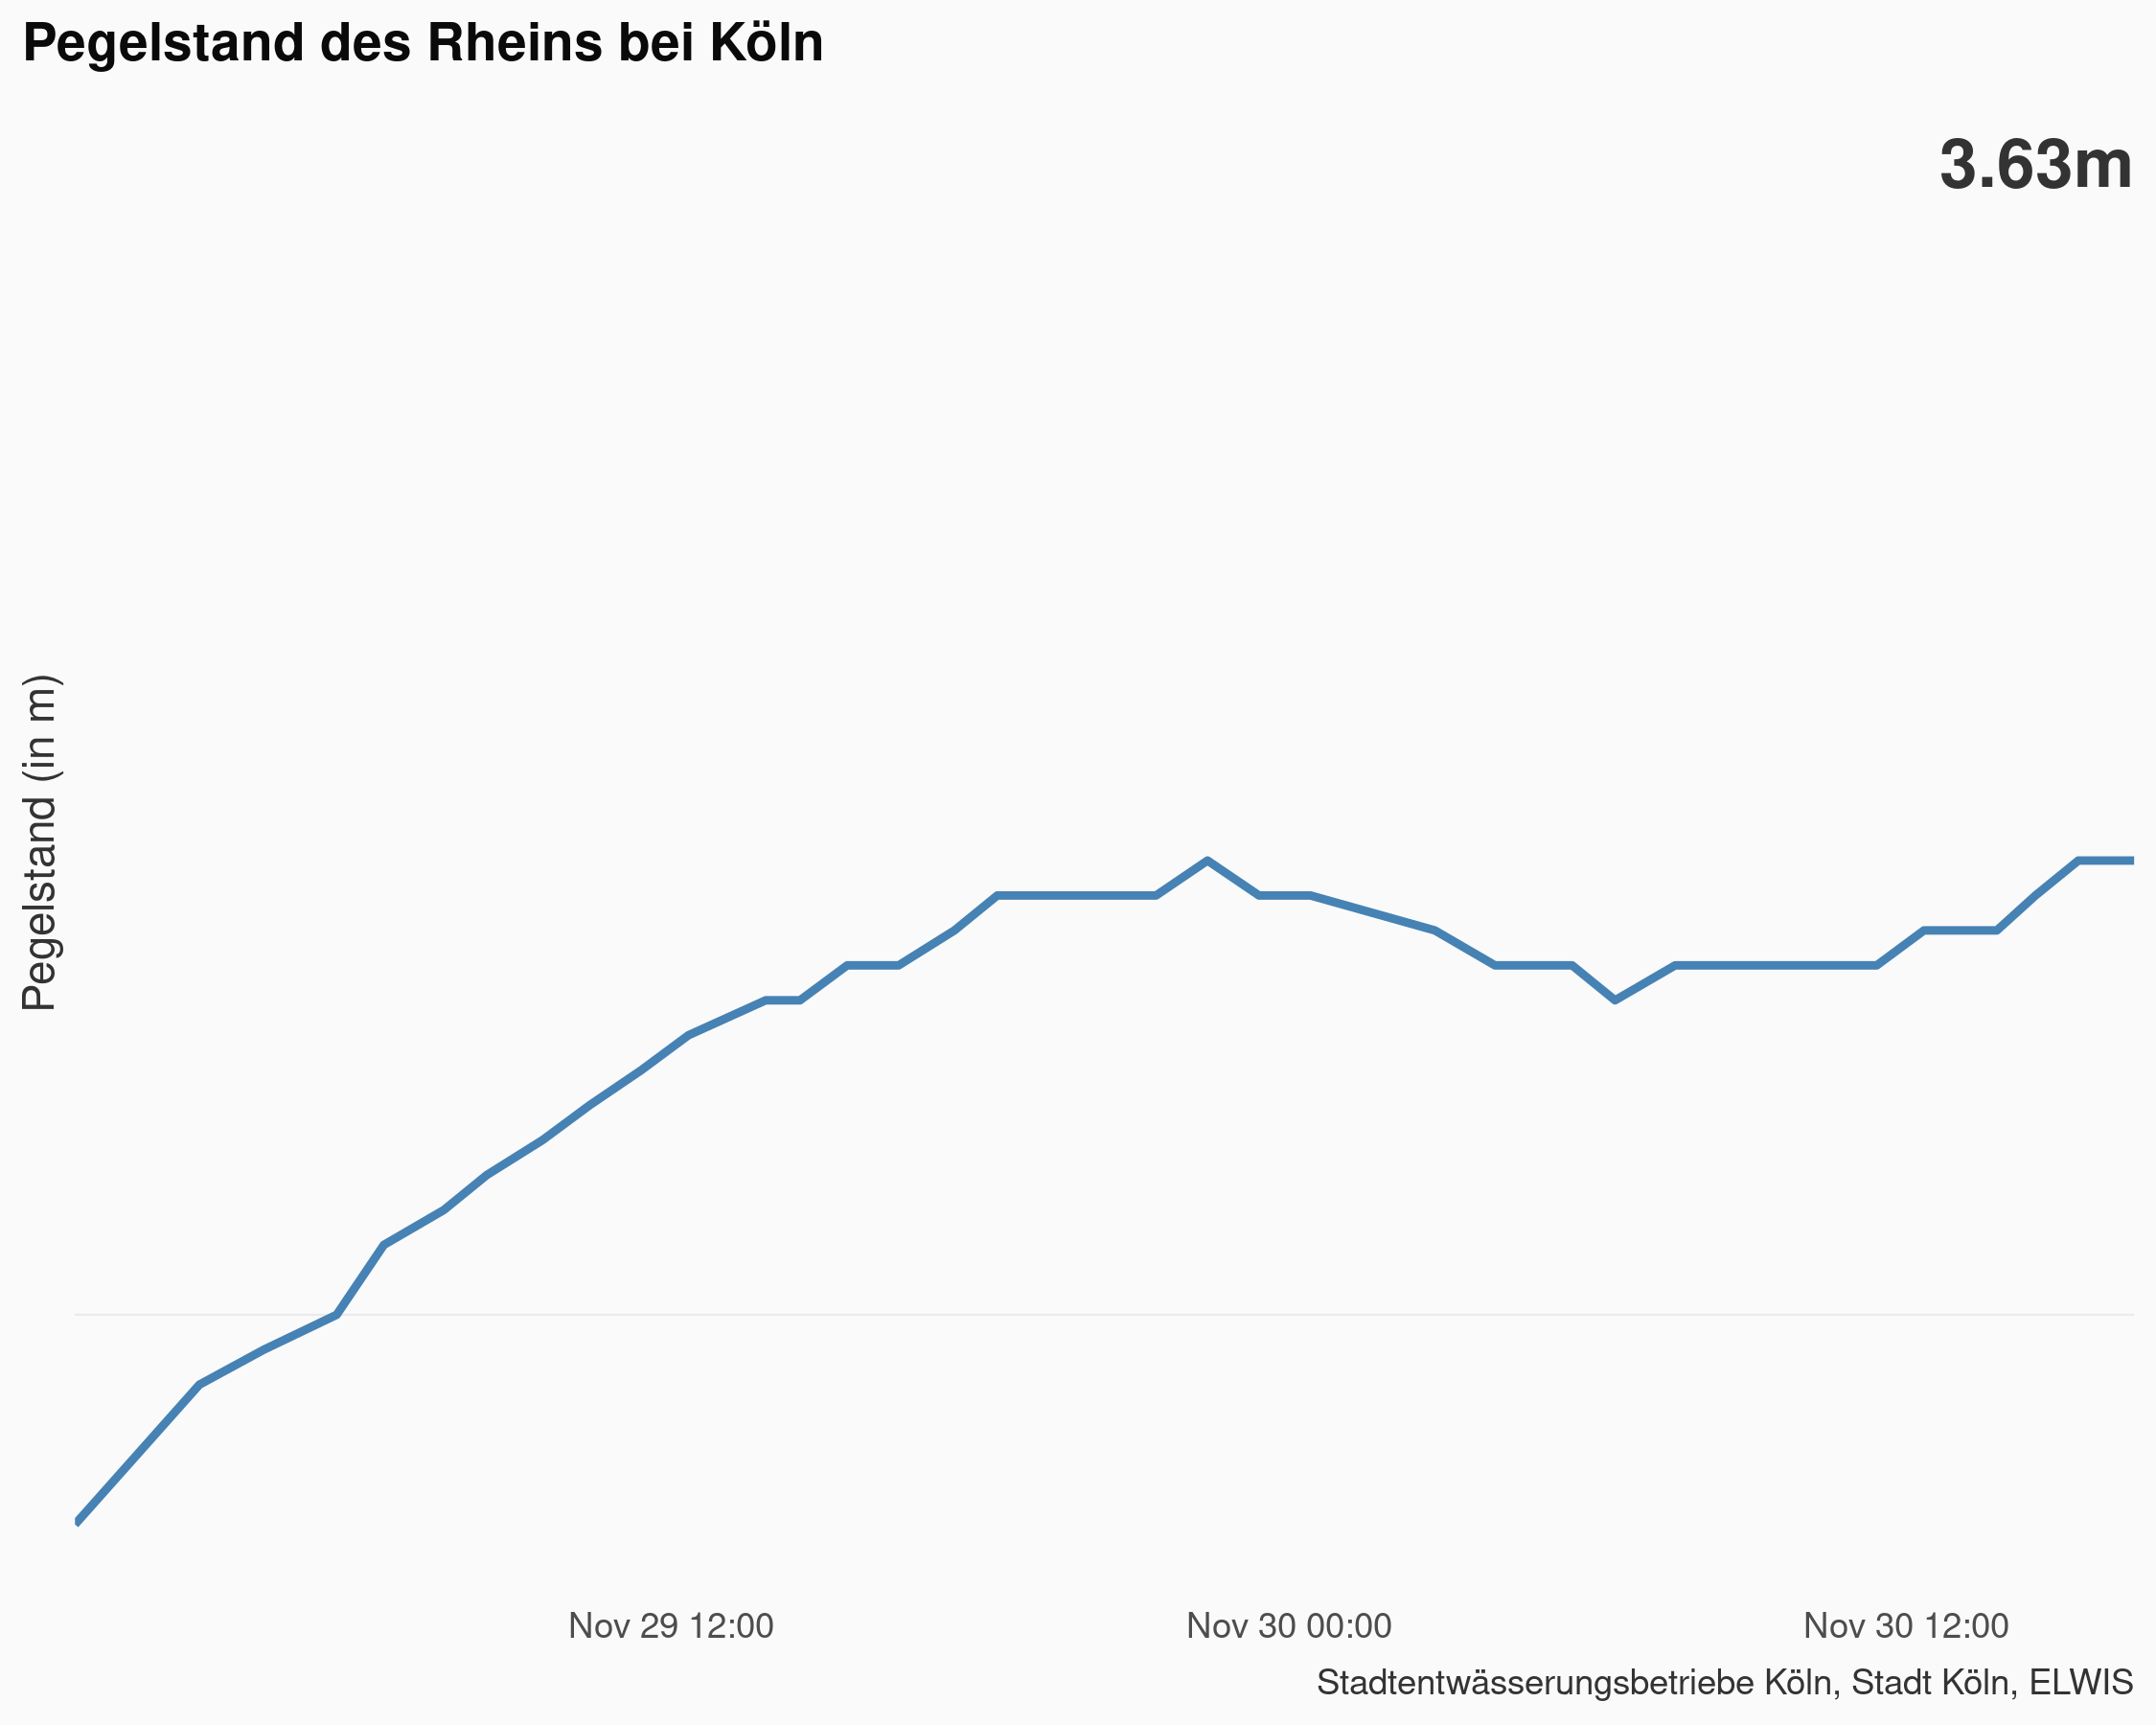 Pegelstand des Rheins bei Köln
3.63m
Pegelstand (in m)
Nov 29 12:00
Nov 30 00:00
Nov 30 12:00
Stadtentwässerungsbetriebe Köln, Stadt Köln, ELWIS